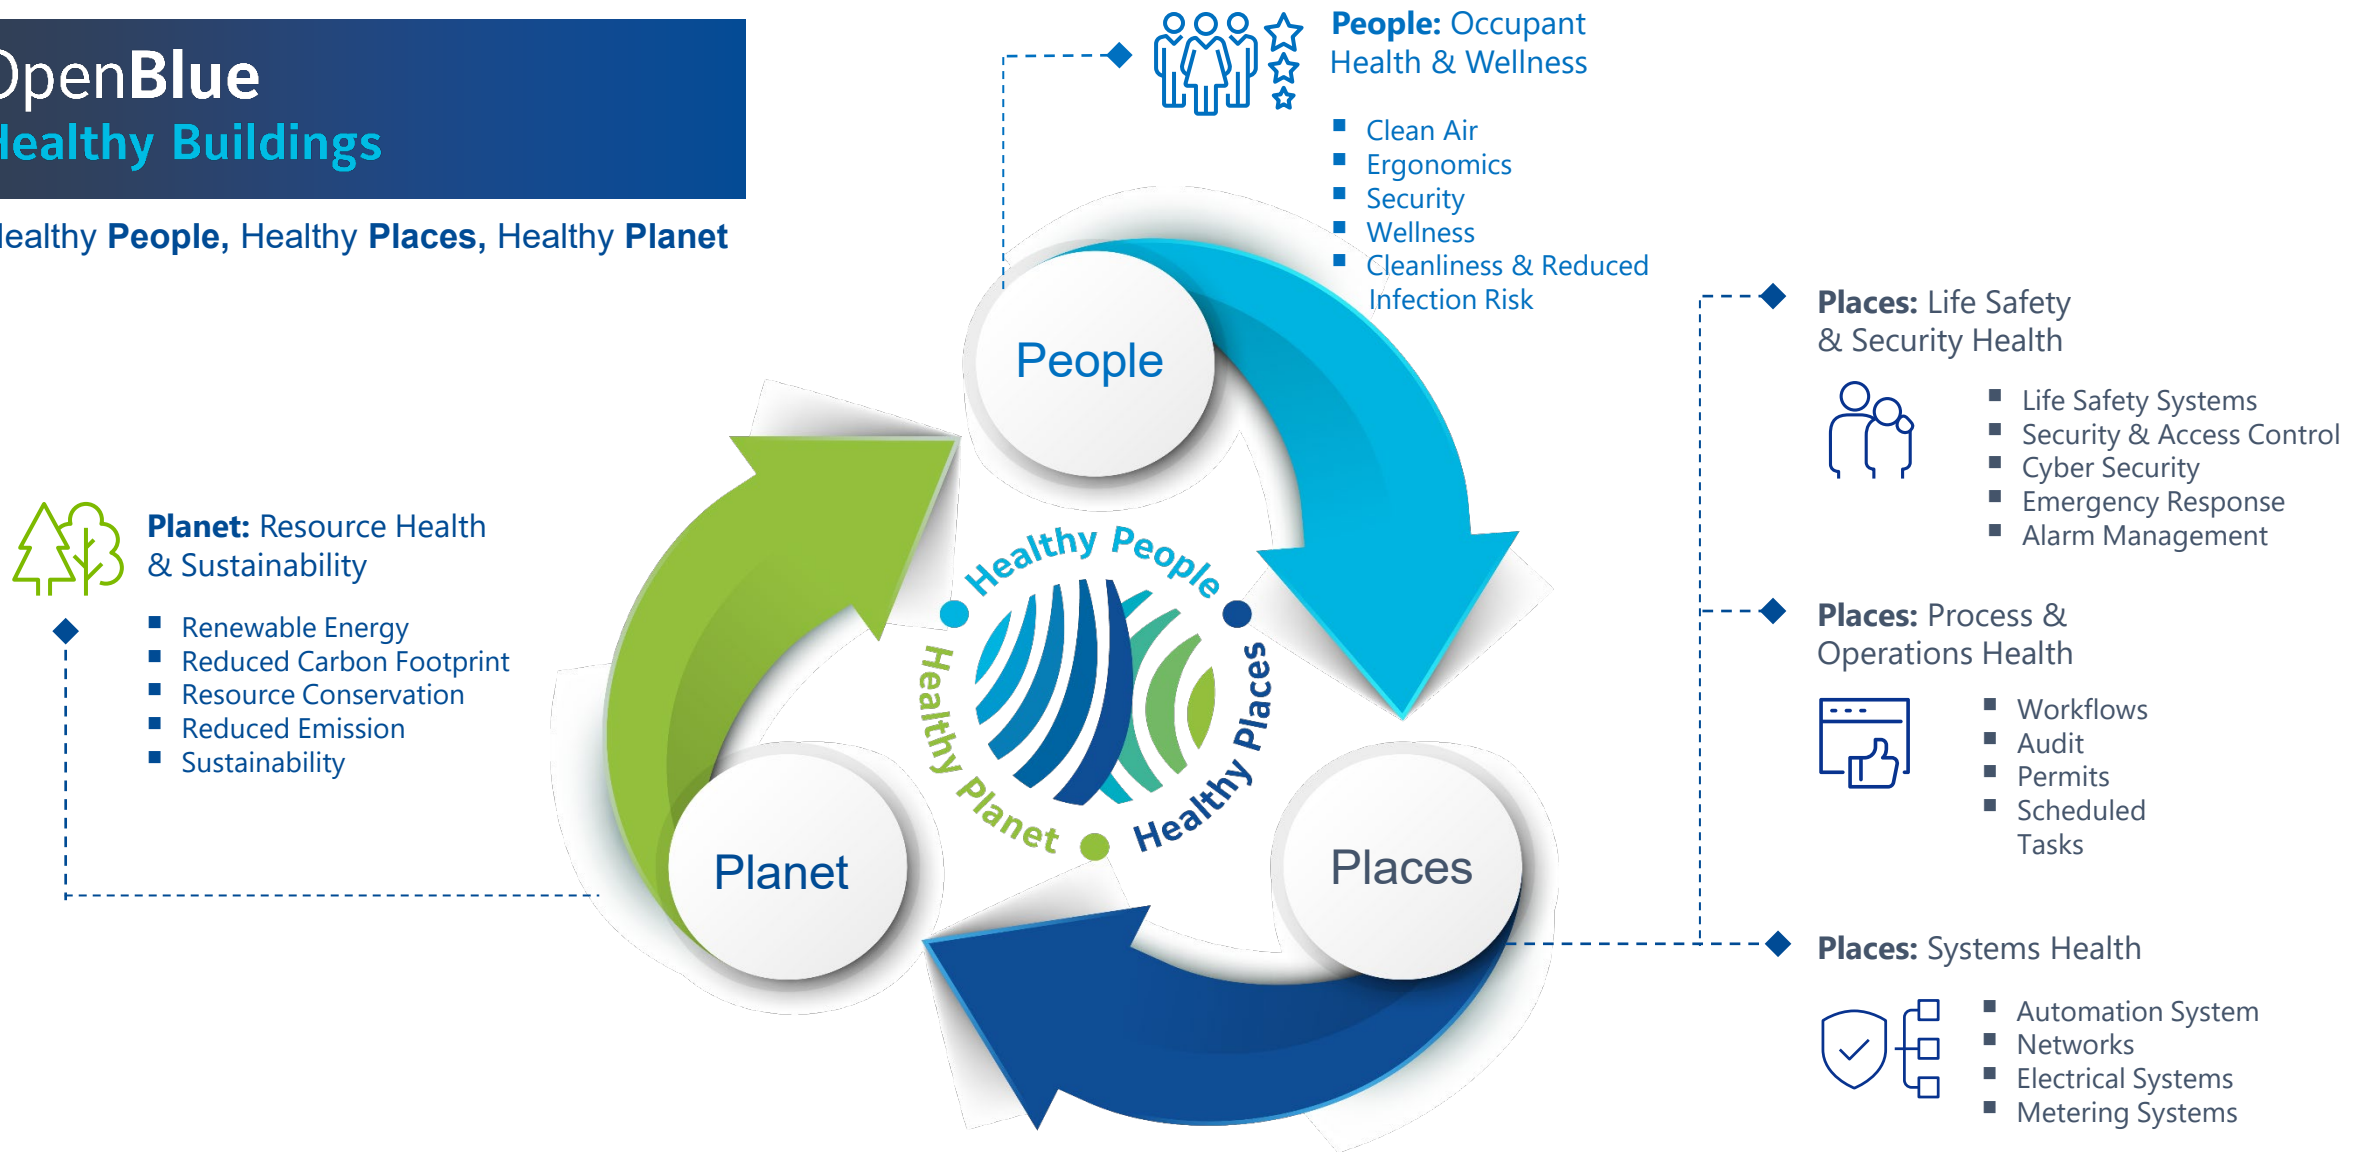 OpenBlue
Healthy Buildings
Healthy People, Healthy Places, Healthy Planet
People: Occupant
Health & Wellness
Clean Air
Ergonomics
Security
Wellness
Cleanliness & Reduced
Infection Risk
Places: Life Safety
& Security Health
Life Safety Systems
Security & Access Control
Cyber Security
Emergency Response
Alarm Management
Places: Process &
Operations Health
Workflows
Audit
Permits
Scheduled
Tasks
Places: Systems Health
Automation System
Networks
Electrical Systems
Metering Systems
Planet: Resource Health
& Sustainability
Renewable Energy
Reduced Carbon Footprint
Resource Conservation
Reduced Emission
Sustainability
People
Places
Planet
Healthy People
Healthy Places
Healthy Planet